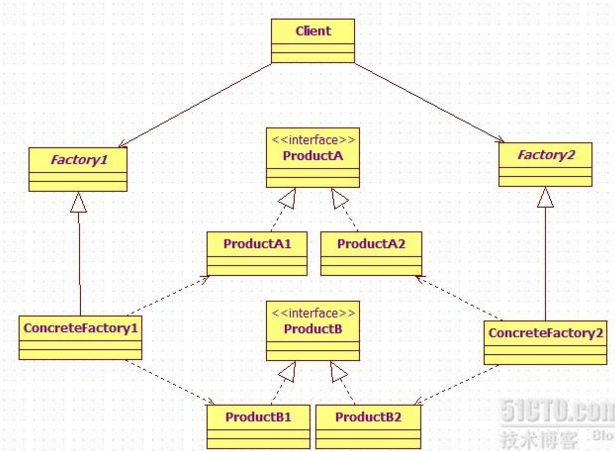 Client
Factory1
<<interface>>
ProductA
Factory2
ProductA1
ProductA2
<<interface>>
ProductB
ConcreteFactory1
ConcreteFactory2
ProductB1
ProductB2
51CTO.com
技术博客 Blog